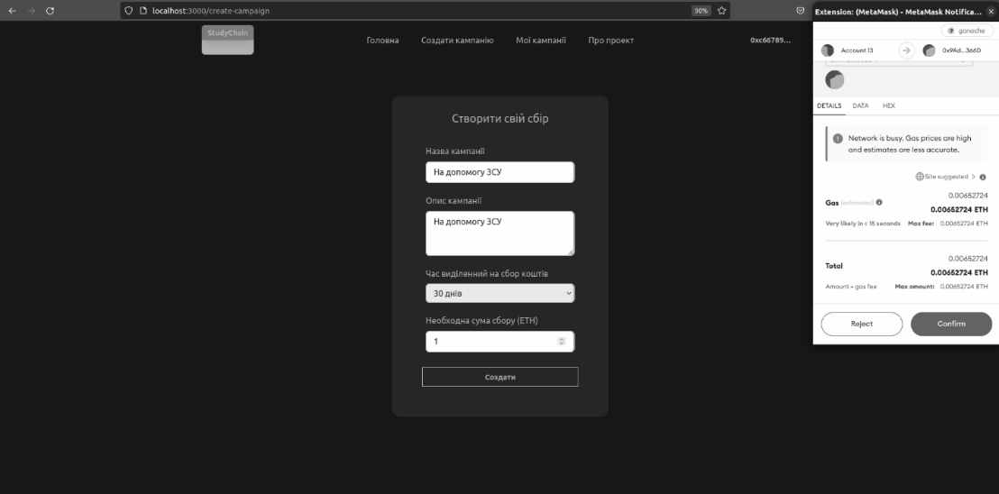 localhost:3000/create-campaign
90%
StudyChain
Головна
Создати кампанію
Мої кампанії
Про проект
0xc66789...
Створити свій сбір
Назва кампанії
На допомогу ЗСУ
Опис кампанії
На допомогу ЗСУ
Час виділенний на сбор коштів
30 днів
Необхідна сума сбору (ETH)
1
Создати
Extension: (MetaMask) - MetaMask Notifica...
ganache
Account 13
0x9Ad...366D
DETAILS
DATA
HEX
Network is busy. Gas prices are high
and estimates are less accurate.
Site suggested
0.00652724
Gas (estimated)
0.00652724 ETH
Very likely in < 15 seconds
Max fee: 0.00652724 ETH
0.00652724
Total
0.00652724 ETH
Amount + gas fee
Max amount: 0.00652724 ETH
Reject
Confirm